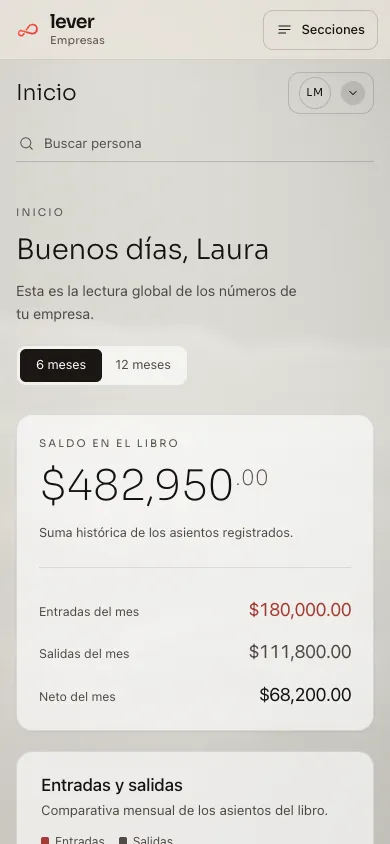 lever
Empresas
Secciones
Inicio
LM
Buscar persona
INICIO
Buenos días, Laura
Esta es la lectura global de los números de
tu empresa.
6 meses
12 meses
SALDO EN EL LIBRO
$482,950.00
Suma histórica de los asientos registrados.
Entradas del mes $180,000.00
Salidas del mes $111,800.00
Neto del mes $68,200.00
Entradas y salidas
Comparativa mensual de los asientos del libro.
Entradas Salidas